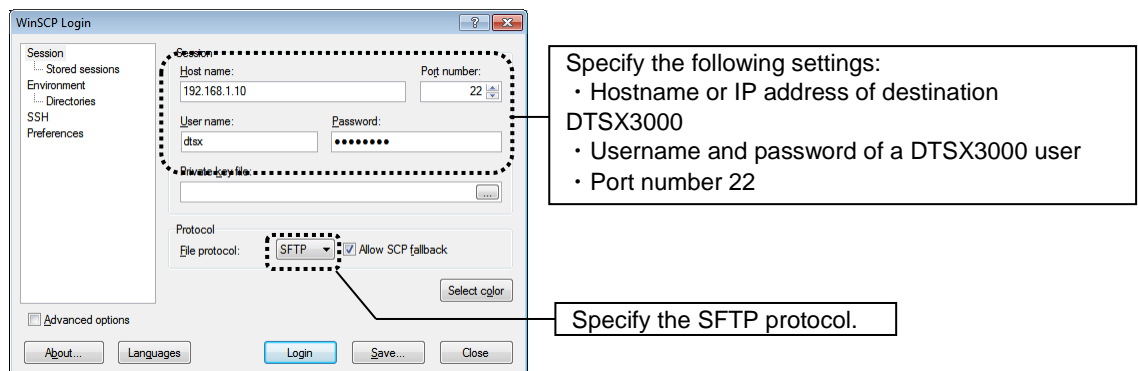 WinSCP Login
Session
Stored sessions
Environment
Directories
SSH
Preferences
Session
Host name:
Port number:
192.168.1.10
22
User name:
Password:
dtsx
●●●●●●●●
Private key file:
...
Protocol
File protocol:
SFTP
Allow SCP fallback
Select color
Advanced options
About...
Languages
Login
Save...
Close
Specify the following settings:
・Hostname or IP address of destination
DTSX3000
・Username and password of a DTSX3000 user
・Port number 22
Specify the SFTP protocol.